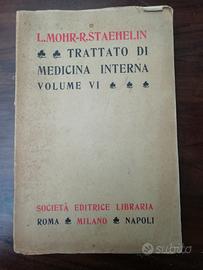 L.MOHR-R.STAEHELIN
TRATTATO DI
MEDICINA INTERNA
VOLUME VI
SOCIETÀ EDITRICE LIBRARIA
ROMA MILANO NAPOLI
subito